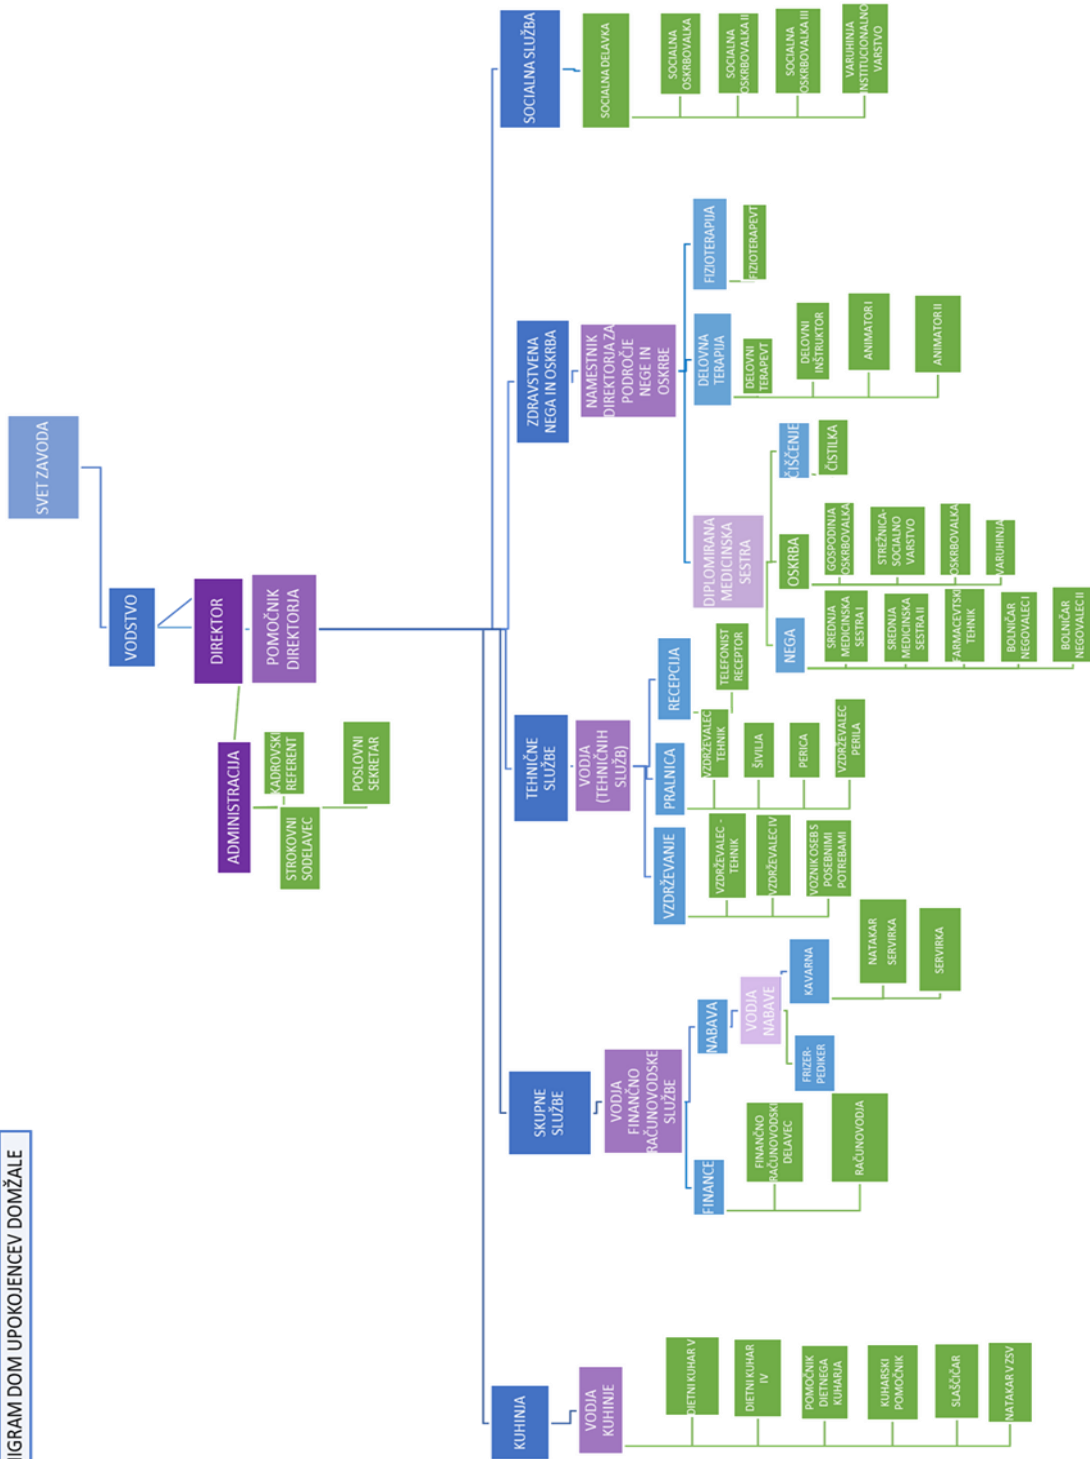 IGRAM DOM UPOKOJENCEV DOMŽALE
SVET ZAVODA
VODSTVO
DIREKTOR
POMOČNIK
DIREKTORJA
ADMINISTRACIJA
STROKOVNI
SODELAVEC
KADROVSKI
REFERENT
POSLOVNI
SEKRETAR
KUHINJA
VODJA
KUHINJE
DIETNI KUHAR V
DIETNI KUHAR
IV
POMOČNIK
DIETNEGA
KUHARJA
KUHARSKI
POMOČNIK
SLAŠČIČAR
NATAKAR V ZSV
SKUPNE
SLUŽBE
VODJA
FINANČNO
RAČUNOVODSKE
SLUŽBE
FINANCE
FINANČNO
RAČUNOVODSKI
DELAVEC
RAČUNOVODJA
NABAVA
VODJA
NABAVE
FRIZER-
PEDIKER
KAVARNA
NATAKAR
SERVIRKA
SERVIRKA
TEHNIČNE
SLUŽBE
VODJA
(TEHNIČNIH
SLUŽB)
VZDRŽEVANJE
VZDRŽEVALEC -
TEHNIK
VZDRŽEVALEC IV
VOZNIK OSEB S
POSEBNIMI
POTREBAMI
PRALNICA
VZDRŽEVALEC
TEHNIK
ŠIVILJA
PERICA
VZDRŽEVALEC
PERILA
RECEPCIJA
TELEFONIST
RECEPTOR
ZDRAVSTVENA
NEGA IN OSKRBA
NAMESTNIK
DIREKTORJA ZA
PODROČJE
NEGE IN
OSKRBE
DIPLOMIRANA
MEDICINSKA
SESTRA
NEGA
SREDNJA
MEDICINSKA
SESTRA I
SREDNJA
MEDICINSKA
SESTRA II
FARMACEVTSKI
TEHNIK
BOLNIČAR
NEGOVALEC I
BOLNIČAR
NEGOVALEC II
OSKRBA
GOSPODINJA
OSKRBOVALKA
STREŽNICA-
SOCIALNO
VARSTVO
OSKRBOVALKA
VARUHINJA
ČIŠČENJE
ČISTILKA
DELOVNA
TERAPIJA
DELOVNI
TERAPEVT
DELOVNI
INŠTRUKTOR
ANIMATOR I
ANIMATOR II
FIZIOTERAPIJA
FIZIOTERAPEVT
SOCIALNA SLUŽBA
SOCIALNA DELAVKA
SOCIALNA
OSKRBOVALKA
SOCIALNA
OSKRBOVALKA II
SOCIALNA
OSKRBOVALKA III
VARUHINJA
INSTITUCIONALNO
VARSTVO